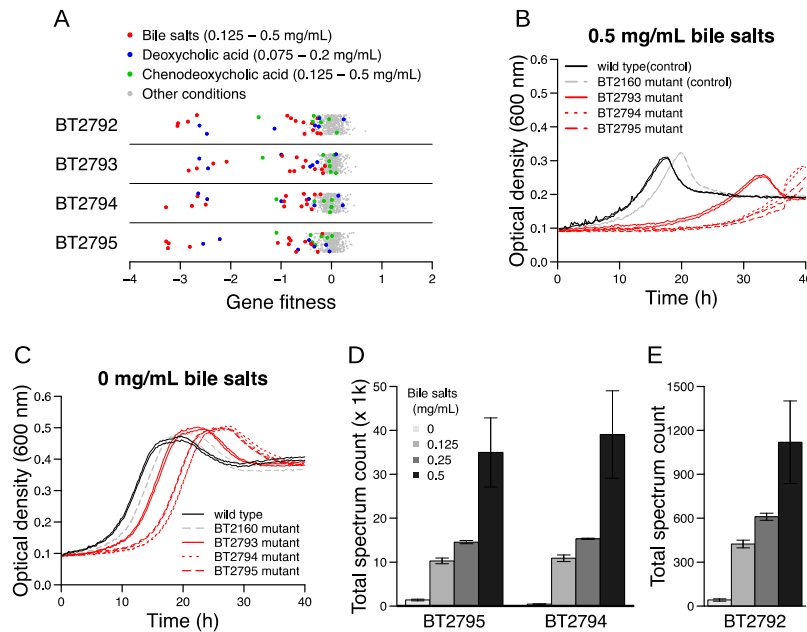 A
Bile salts (0.125 – 0.5 mg/mL)
Deoxycholic acid (0.075 – 0.2 mg/mL)
Chenodeoxycholic acid (0.125 – 0.5 mg/mL)
Other conditions
BT2792
BT2793
BT2794
BT2795
−4 −3 −2 −1 0 1 2
Gene fitness
B
0.5 mg/mL bile salts
Optical density (600 nm)
0.6
0.5
0.4
0.3
0.2
0.1
0.0
wild type(control)
BT2160 mutant (control)
BT2793 mutant
BT2794 mutant
BT2795 mutant
0 10 20 30 40
Time (h)
C
0 mg/mL bile salts
Optical density (600 nm)
0.6
0.5
0.4
0.3
0.2
0.1
0.0
wild type
BT2160 mutant
BT2793 mutant
BT2794 mutant
BT2795 mutant
0 10 20 30 40
Time (h)
D
Total spectrum count (x 1k)
50
40
30
20
10
0
Bile salts
(mg/mL)
0
0.125
0,25
0.5
BT2795 BT2794
E
Total spectrum count
1500
1200
900
600
300
0
BT2792